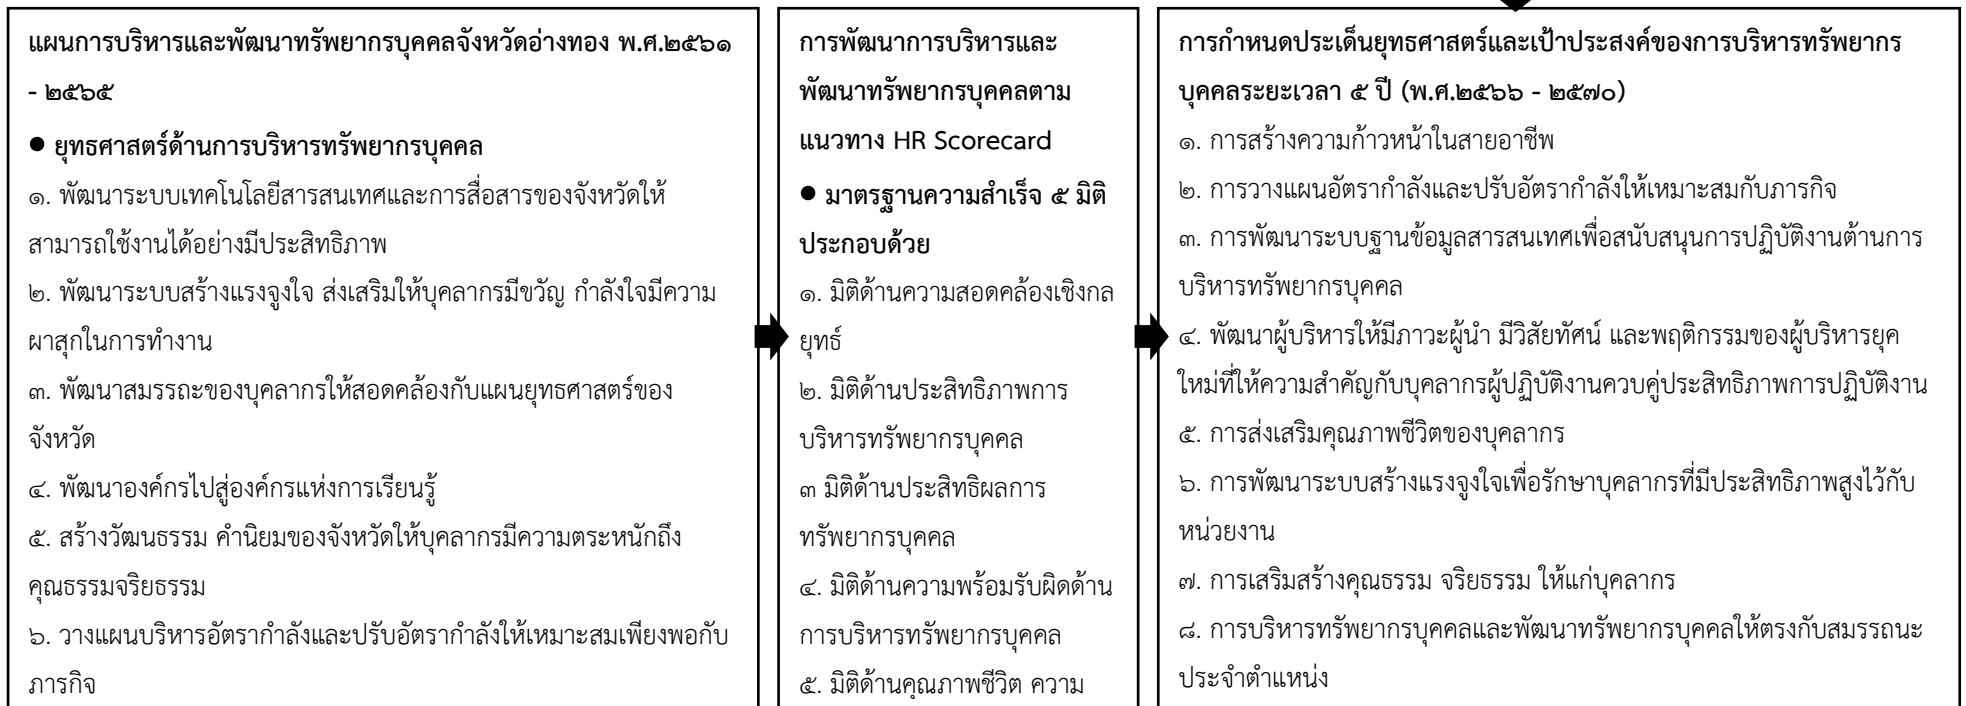 แผนการบริหารและพัฒนาทรัพยากรบุคคลจังหวัดอ่างทอง พ.ศ.๒๕๖๑
- ๒๕๖๕
● ยุทธศาสตร์ด้านการบริหารทรัพยากรบุคคล
๑. พัฒนาระบบเทคโนโลยีสารสนเทศและการสื่อสารของจังหวัดให้
สามารถใช้งานได้อย่างมีประสิทธิภาพ
๒. พัฒนาระบบสร้างแรงจูงใจ ส่งเสริมให้บุคลากรมีขวัญ กำลังใจมีความ
ผาสุกในการทำงาน
๓. พัฒนาสมรรถะของบุคลากรให้สอดคล้องกับแผนยุทธศาสตร์ของ
จังหวัด
๔. พัฒนาองค์กรไปสู่องค์กรแห่งการเรียนรู้
๕. สร้างวัฒนธรรม คำนิยมของจังหวัดให้บุคลากรมีความตระหนักถึง
คุณธรรมจริยธรรม
๖. วางแผนบริหารอัตรากำลังและปรับอัตรากำลังให้เหมาะสมเพียงพอกับ
ภารกิจ
การพัฒนาการบริหารและ
พัฒนาทรัพยากรบุคคลตาม
แนวทาง HR Scorecard
● มาตรฐานความสำเร็จ ๕ มิติ
ประกอบด้วย
๑. มิติด้านความสอดคล้องเชิงกล
ยุทธ์
๒. มิติด้านประสิทธิภาพการ
บริหารทรัพยากรบุคคล
๓ มิติด้านประสิทธิผลการ
ทรัพยากรบุคคล
๔. มิติด้านความพร้อมรับผิดด้าน
การบริหารทรัพยากรบุคคล
๕. มิติด้านคุณภาพชีวิต ความ
การกำหนดประเด็นยุทธศาสตร์และเป้าประสงค์ของการบริหารทรัพยากร
บุคคลระยะเวลา ๕ ปี (พ.ศ.๒๕๖๖ - ๒๕๗๐)
๑. การสร้างความก้าวหน้าในสายอาชีพ
๒. การวางแผนอัตรากำลังและปรับอัตรากำลังให้เหมาะสมกับภารกิจ
๓. การพัฒนาระบบฐานข้อมูลสารสนเทศเพื่อสนับสนุนการปฏิบัติงานด้านการ
บริหารทรัพยากรบุคคล
๔. พัฒนาผู้บริหารให้มีภาวะผู้นำ มีวิสัยทัศน์ และพฤติกรรมของผู้บริหารยุค
ใหม่ที่ให้ความสำคัญกับบุคลากรผู้ปฏิบัติงานควบคู่ประสิทธิภาพการปฏิบัติงาน
๕. การส่งเสริมคุณภาพชีวิตของบุคลากร
๖. การพัฒนาระบบสร้างแรงจูงใจเพื่อรักษาบุคลากรที่มีประสิทธิภาพสูงไว้กับ
หน่วยงาน
๗. การเสริมสร้างคุณธรรม จริยธรรม ให้แก่บุคลากร
๘. การบริหารทรัพยากรบุคคลและพัฒนาทรัพยากรบุคคลให้ตรงกับสมรรถนะ
ประจำตำแหน่ง